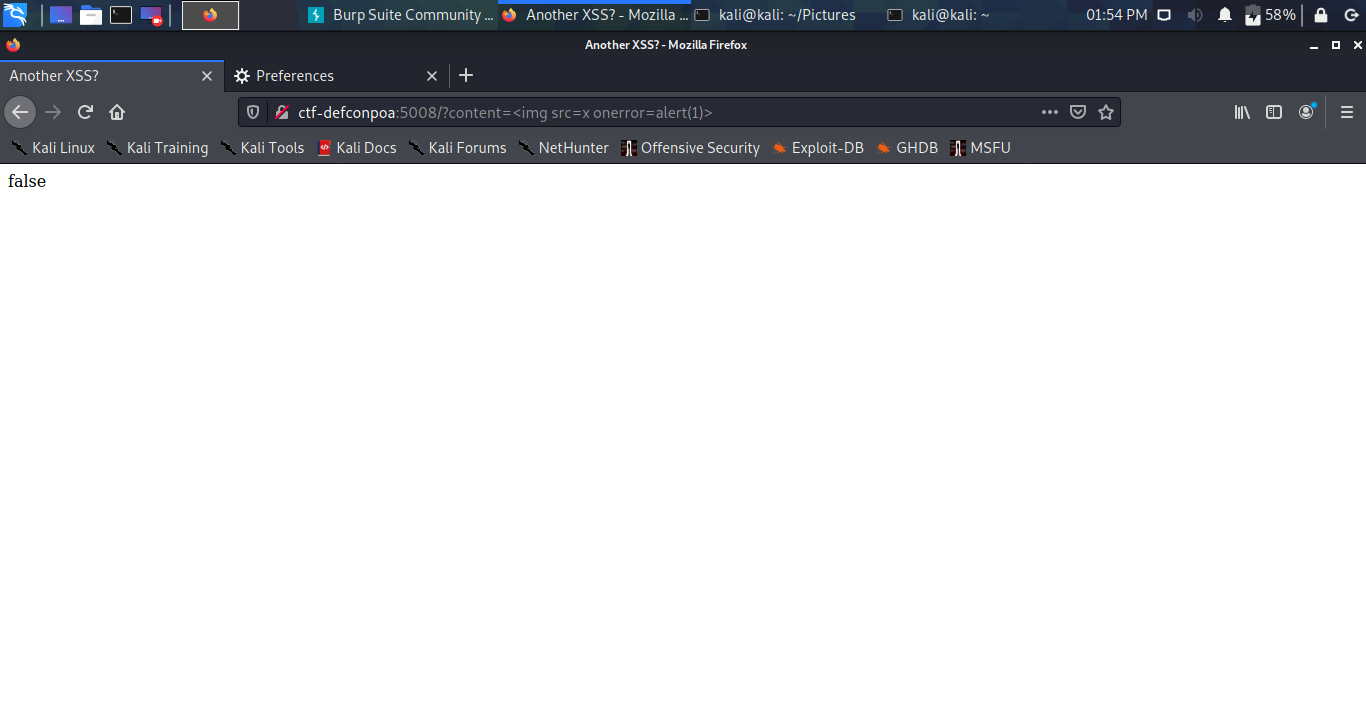 Burp Suite Community ... Another XSS? - Mozilla ... kali@kali: ~/Pictures kali@kali: ~ 01:54 PM 58%
Another XSS? - Mozilla Firefox
Another XSS? Preferences
ctf-defconpoa:5008/?content=<img src=x onerror=alert(1)>
Kali Linux Kali Training Kali Tools Kali Docs Kali Forums NetHunter Offensive Security Exploit-DB GHDB MSFU
false